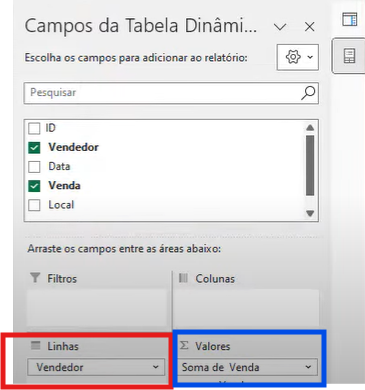 Campos da Tabela Dinâmi...
Escolha os campos para adicionar ao relatório:
Pesquisar
ID
Vendedor
Data
Venda
Local
Arraste os campos entre as áreas abaixo:
Filtros
Colunas
Linhas
Σ Valores
Vendedor
Soma de Venda